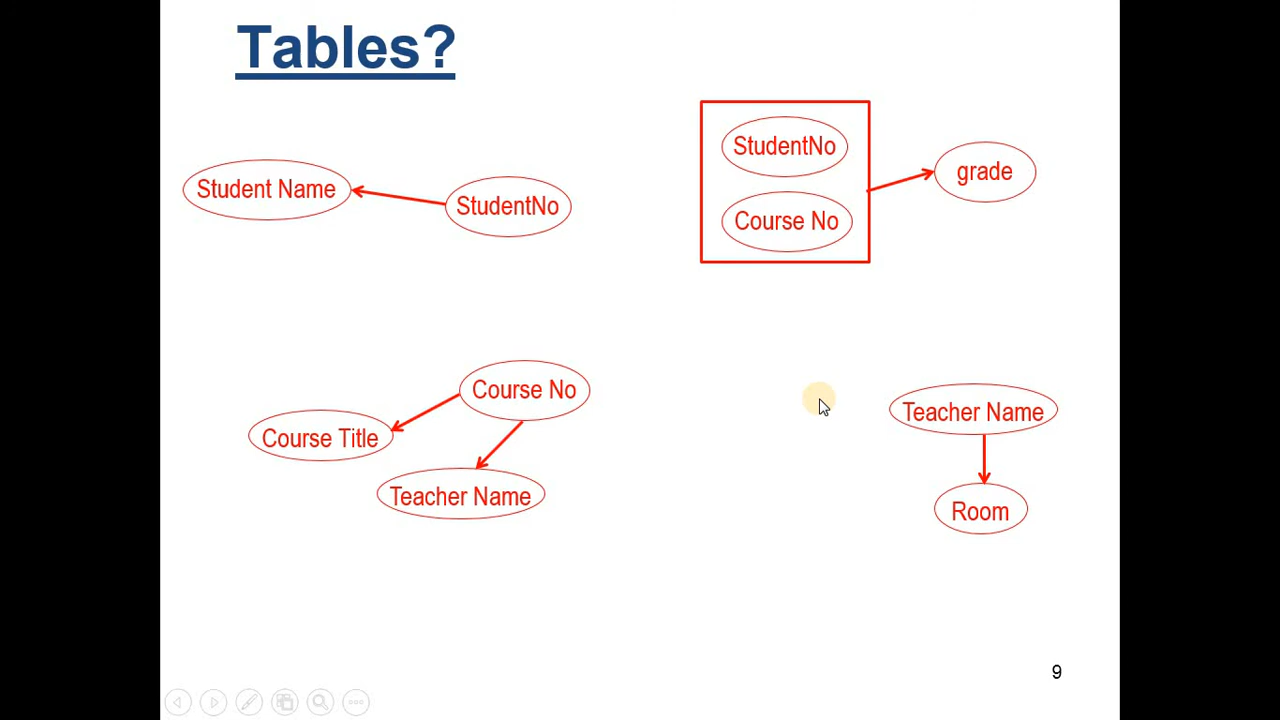 Tables?
Student Name
StudentNo
StudentNo
Course No
grade
Course No
Course Title
Teacher Name
Teacher Name
Room
9